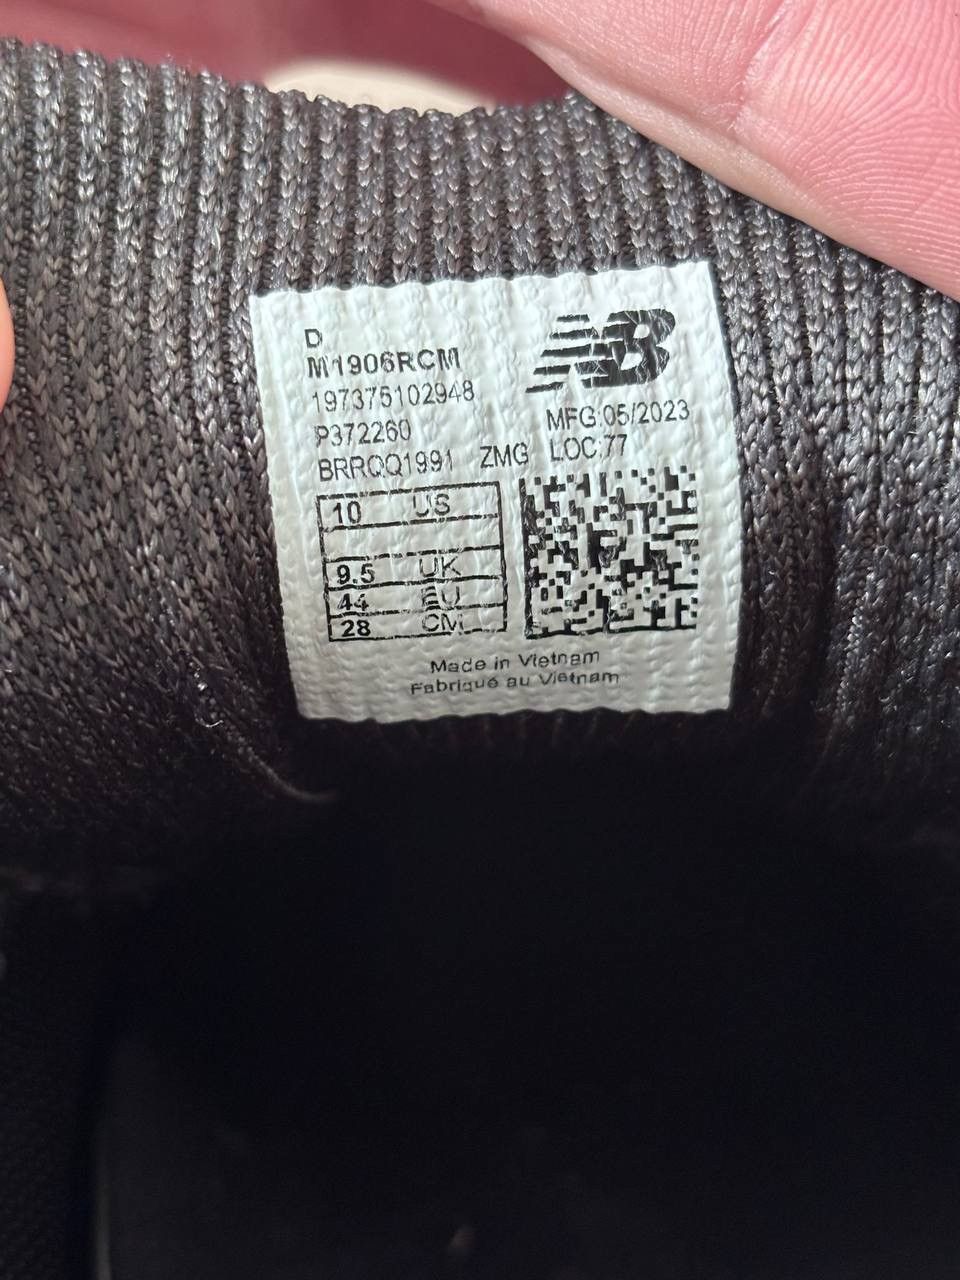 D
M1906RCM
197375102948
P372260
BRRQQ1991 ZMG
NB
MFG:05/2023
LOC:77
10 US
9.5 UK
44 EU
28 CM
Made in Vietnam
Fabriqué au Vietnam